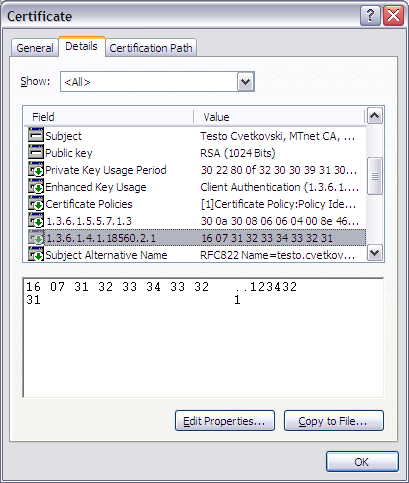 Certificate
General Details Certification Path
Show: <All>
Field Value
Subject Testo Cvetkovski, MTnet CA, ...
Public key RSA (1024 Bits)
Private Key Usage Period 30 22 80 0f 32 30 30 39 31 30...
Enhanced Key Usage Client Authentication (1.3.6.1....
Certificate Policies [1]Certificate Policy:Policy Ide...
1.3.6.1.5.5.7.1.3 30 0a 30 08 06 06 04 00 8e 46...
1.3.6.1.4.1.18560.2.1 16 07 31 32 33 34 33 32 31
Subject Alternative Name RFC822 Name=testo.cvetkov...
16 07 31 32 33 34 33 32 ..123432
31 1
Edit Properties... Copy to File...
OK